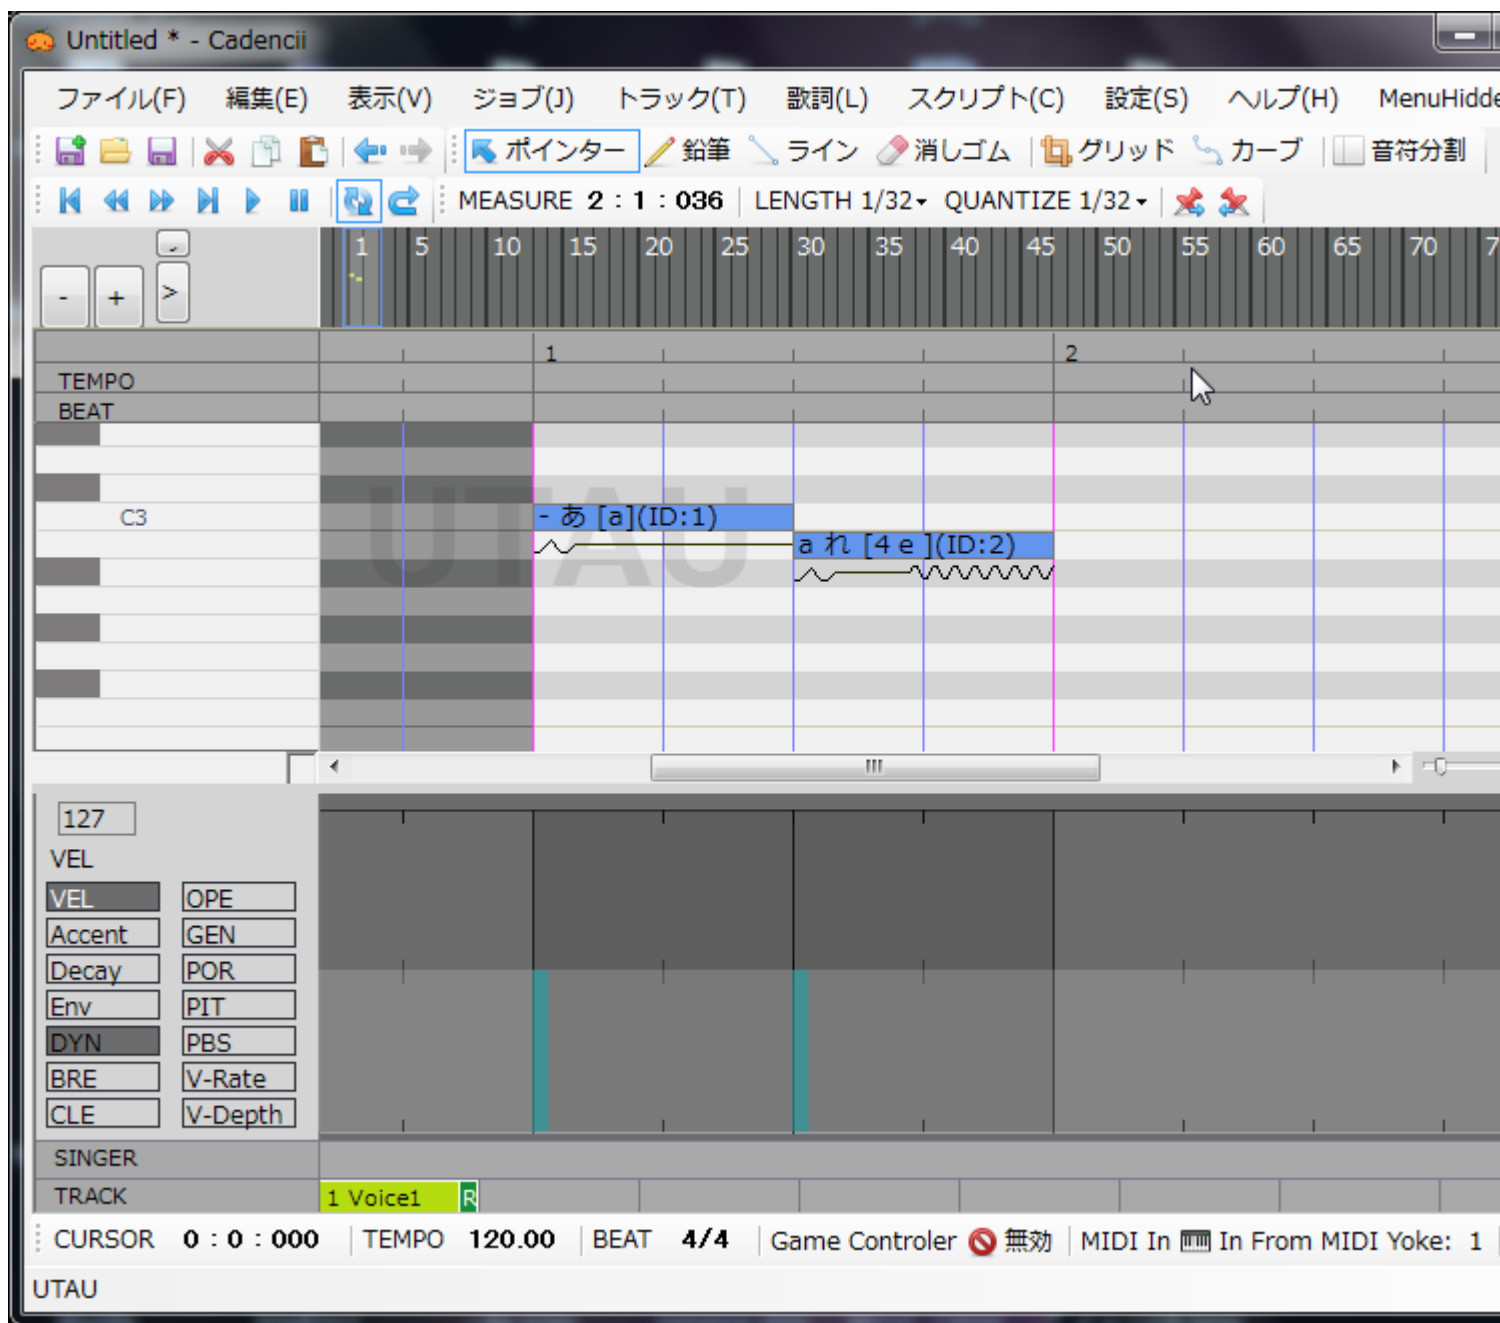 Untitled * - Cadencii
ファイル(F) 編集(E) 表示(V) ジョブ(J) トラック(T) 歌詞(L) スクリプト(C) 設定(S) ヘルプ(H) MenuHidde
ポインター 鉛筆 ライン 消しゴム グリッド カーブ 音符分割
MEASURE 2 : 1 : 036 LENGTH 1/32 QUANTIZE 1/32
1 5 10 15 20 25 30 35 40 45 50 55 60 65 70 7
- + >
1 2
TEMPO
BEAT
UTAU
C3
- あ [a](ID:1)
a れ [4 e ](ID:2)
127
VEL
VEL OPE
Accent GEN
Decay POR
Env PIT
DYN PBS
BRE V-Rate
CLE V-Depth
SINGER
TRACK 1 Voice1 R
CURSOR 0 : 0 : 000 TEMPO 120.00 BEAT 4/4 Game Controler 無効 MIDI In In From MIDI Yoke: 1
UTAU